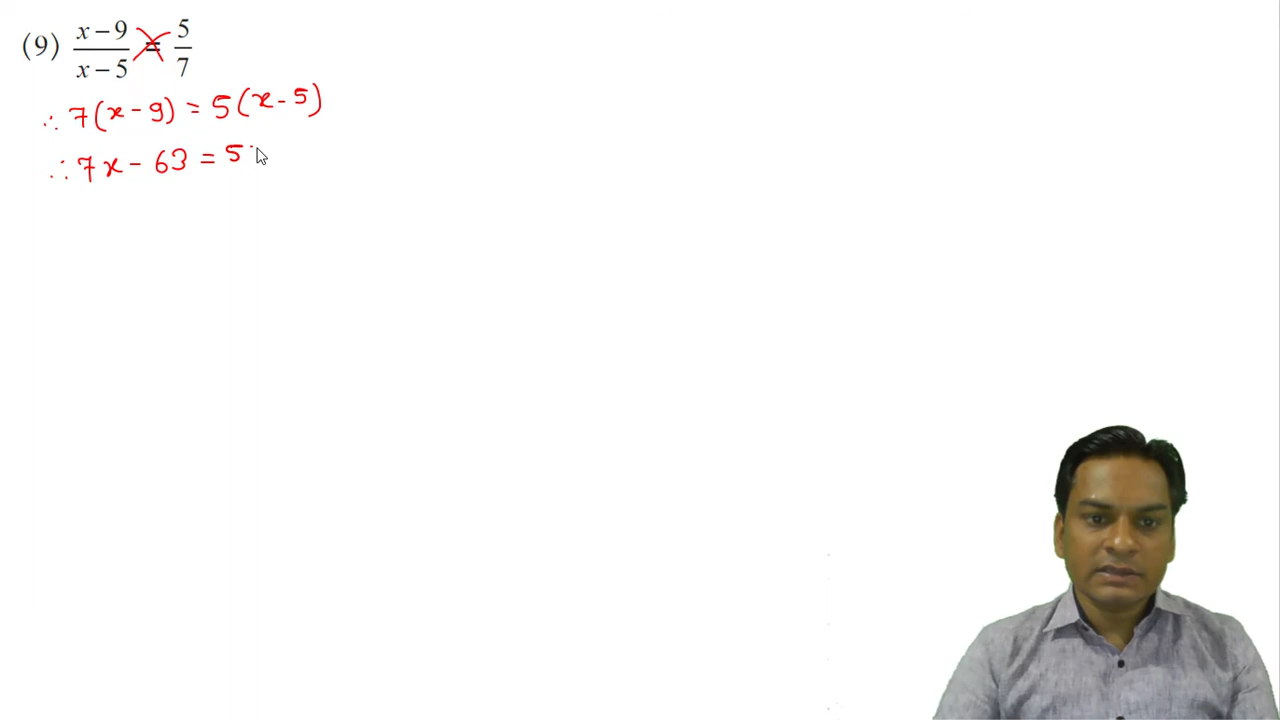 (9) x – 9 / x – 5 = 5 / 7
∴ 7(x – 9) = 5(x – 5)
∴ 7x – 63 = 5